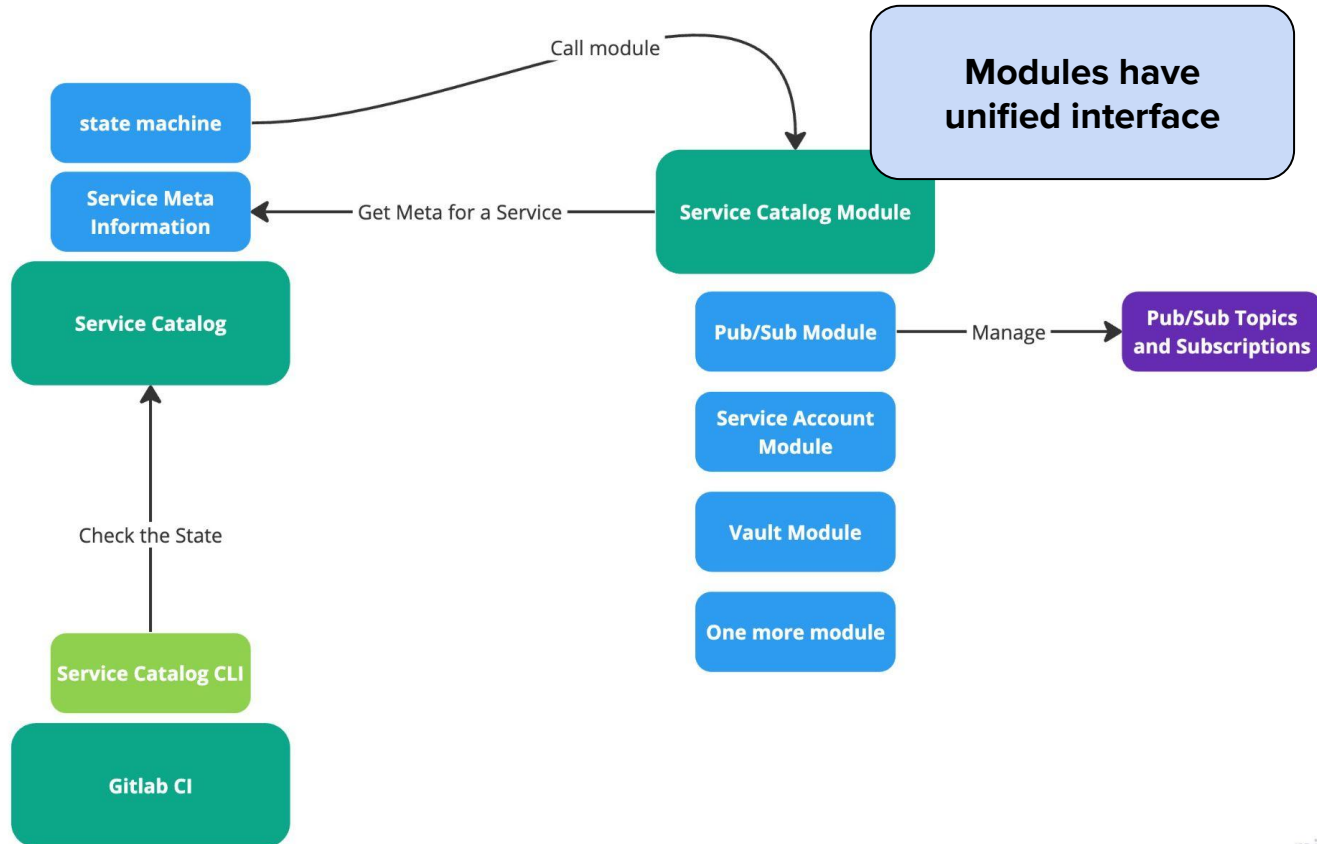 Call module
Modules have
unified interface
state machine
Service Meta
Information
Get Meta for a Service
Service Catalog Module
Service Catalog
Pub/Sub Module
Manage
Pub/Sub Topics
and Subscriptions
Service Account
Module
Vault Module
Check the State
One more module
Service Catalog CLI
Gitlab CI